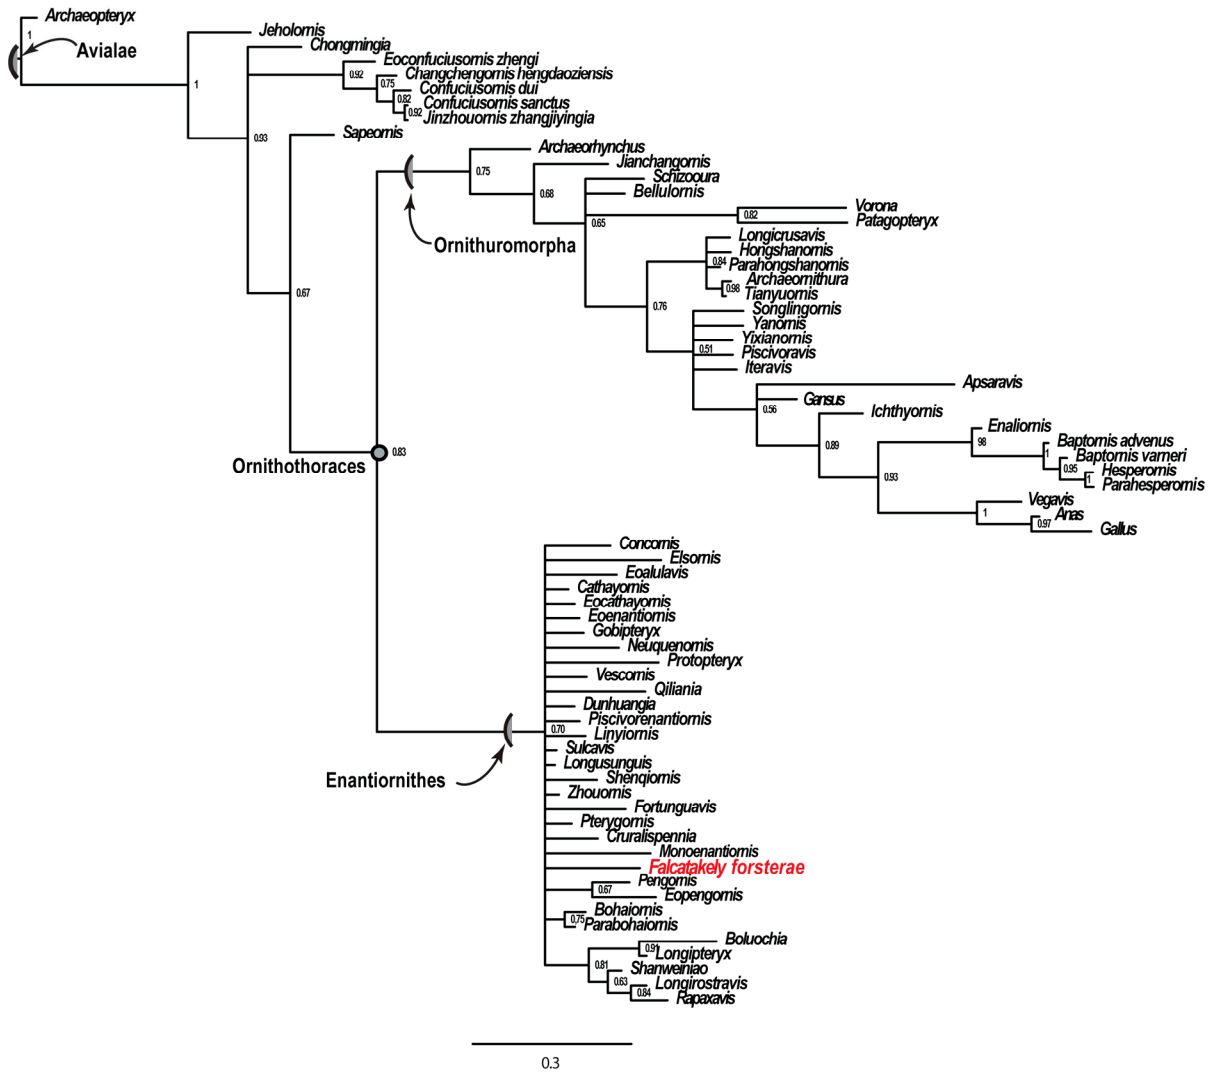 Archaeopteryx
1
Avialae
Jeholornis
Chongmingia
1
Eoconfuciusornis zhengi
0.92
Changchengornis hengdaoziensis
0.75
Confuciusornis dui
0.82
Confuciusornis sanctus
0.92
Jinzhouornis zhangjiyingia
0.93
Sapeornis
Archaeorhynchus
0.75
Jianchangornis
Schizooura
0.68
Bellulornis
Vorona
0.82
Patagopteryx
0.65
Ornithuromorpha
Longicrusavis
Hongshanornis
0.84
Parahongshanornis
Archaeornithura
0.98
Tianyuornis
0.67
0.76
Songlingornis
Yanornis
Yixianornis
0.51
Piscivoravis
Iteravis
Apsaravis
Gansus
0.56
Ichthyornis
Enaliornis
98
Baptornis advenus
0.89
1
Baptornis varneri
0.95
Hesperornis
1
Parahesperornis
0.93
Vegavis
1
Anas
0.97
Gallus
0.83
Ornithothoraces
Concornis
Elsornis
Eoalulavis
Cathayornis
Eocathayornis
Eoenantiornis
Gobipteryx
Neuquenornis
Protopteryx
Vescornis
Qiliania
Dunhuangia
Piscivorenantiornis
0.70
Linyiornis
Sulcavis
Longusunguis
Shenqiornis
Enantiornithes
Zhouornis
Fortunguavis
Pterygornis
Cruralispennia
Monoenantiornis
Falcatakely forsterae
Pengornis
0.67
Eopengornis
Bohaiornis
0.75
Parabohaiornis
Boluochia
0.91
Longipteryx
0.81
Shanweiniao
0.63
Longirostravis
0.84
Rapaxavis
0.3